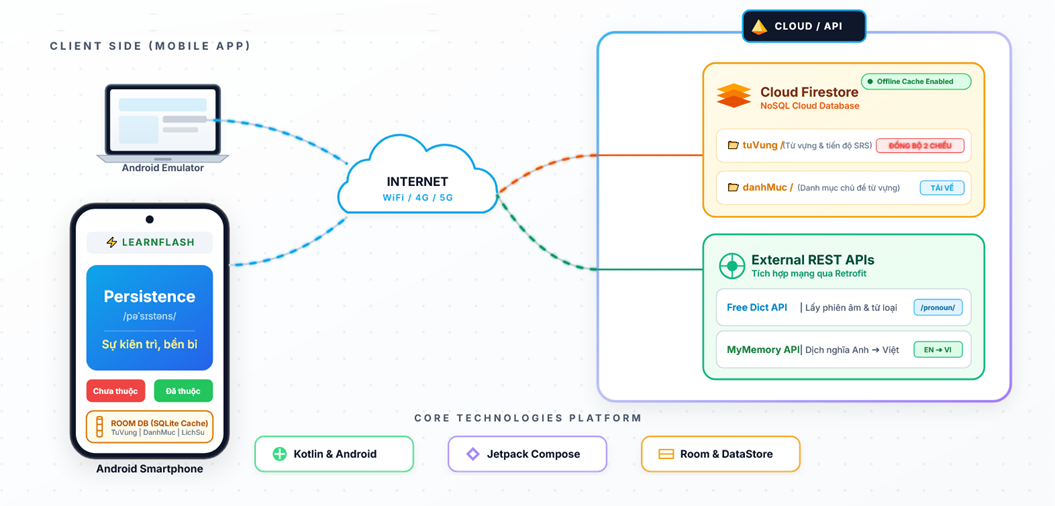 CLOUD / API
CLIENT SIDE (MOBILE APP)
Android Emulator
LEARNFLASH
Persistence
/pəˈsɪstəns/
Sự kiên trì, bền bỉ
Chưa thuộc
Đã thuộc
ROOM DB (SQLite Cache)
TuVung | DanhMuc | LichSu
Android Smartphone
INTERNET
WiFi / 4G / 5G
Offline Cache Enabled
Cloud Firestore
NoSQL Cloud Database
tuVung / (Từ vựng & tiến độ SRS) ĐỒNG BỘ 2 CHIỀU
danhMuc / (Danh mục chủ đề từ vựng) TẢI VỀ
External REST APIs
Tích hợp mạng qua Retrofit
Free Dict API | Lấy phiên âm & từ loại /pronoun/
MyMemory API | Dịch nghĩa Anh ➔ Việt EN ➔ VI
CORE TECHNOLOGIES PLATFORM
Kotlin & Android
Jetpack Compose
Room & DataStore